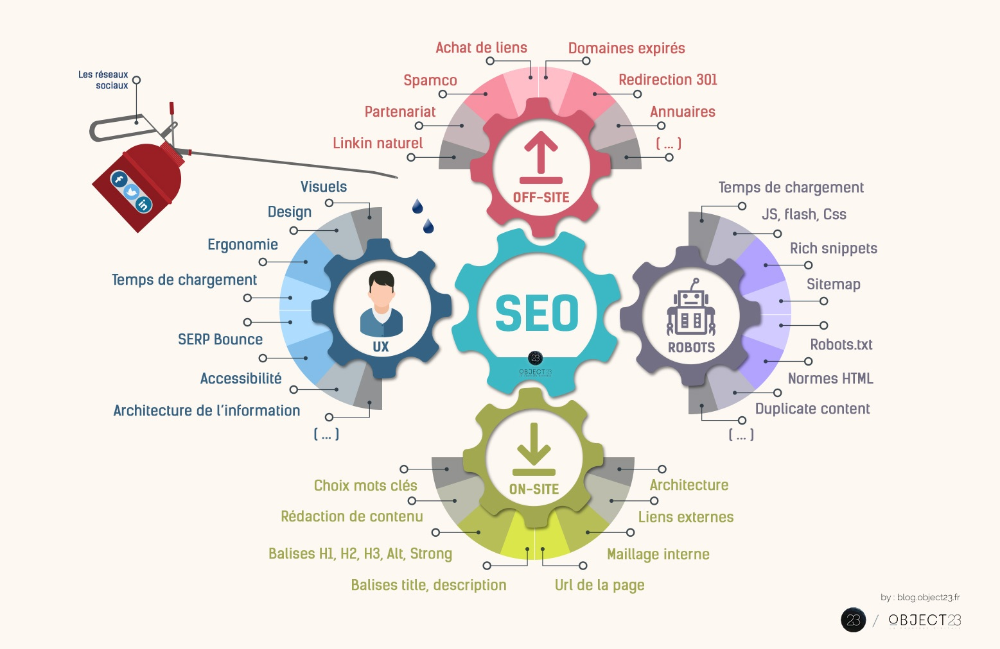 Les réseaux
sociaux
Achat de liens
Domaines expirés
Spamco
Redirection 301
Partenariat
Annuaires
Linkin naturel
( ... )
OFF-SITE
Visuels
Design
Ergonomie
Temps de chargement
SERP Bounce
Accessibilité
Architecture de l'information
( ... )
UX
SEO
23
OBJECT23
Temps de chargement
JS, flash, Css
Rich snippets
Sitemap
Robots.txt
Normes HTML
Duplicate content
( ... )
ROBOTS
ON-SITE
Choix mots clés
Architecture
Rédaction de contenu
Liens externes
Balises H1, H2, H3, Alt, Strong
Maillage interne
Balises title, description
Url de la page
f
in
by : blog.object23.fr
23 / OBJECT23